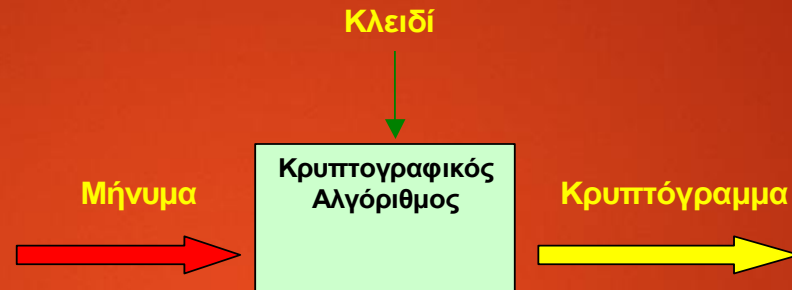 Κλειδί
Μήνυμα
Κρυπτογραφικός
Αλγόριθμος
Κρυπτόγραμμα